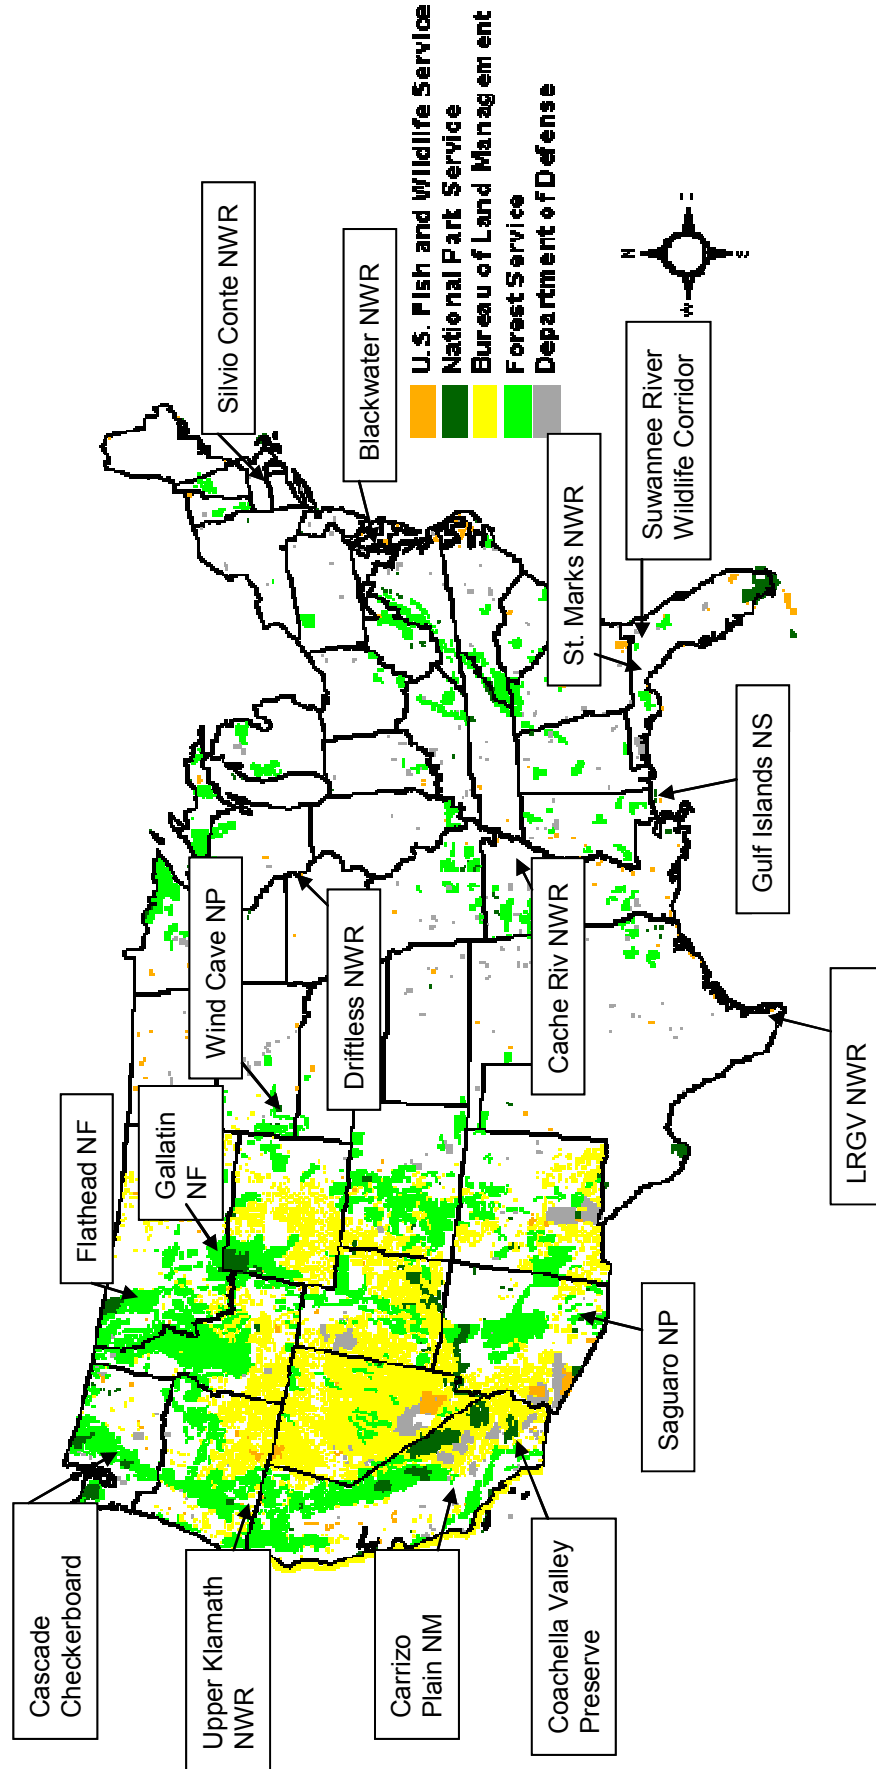 Cascade
Checkerboard
Flathead NF
Gallatin
NF
Wind Cave NP
Silvio Conte NWR
Upper Klamath
NWR
Driftless NWR
Blackwater NWR
Carrizo
Plain NM
U.S. Fish and Wildlife Service
National Park Service
Bureau of Land Management
Forest Service
Department of Defense
Coachella Valley
Preserve
Cache Riv NWR
St. Marks NWR
Suwannee River
Wildlife Corridor
N
W
S
Saguaro NP
Gulf Islands NS
LRGV NWR